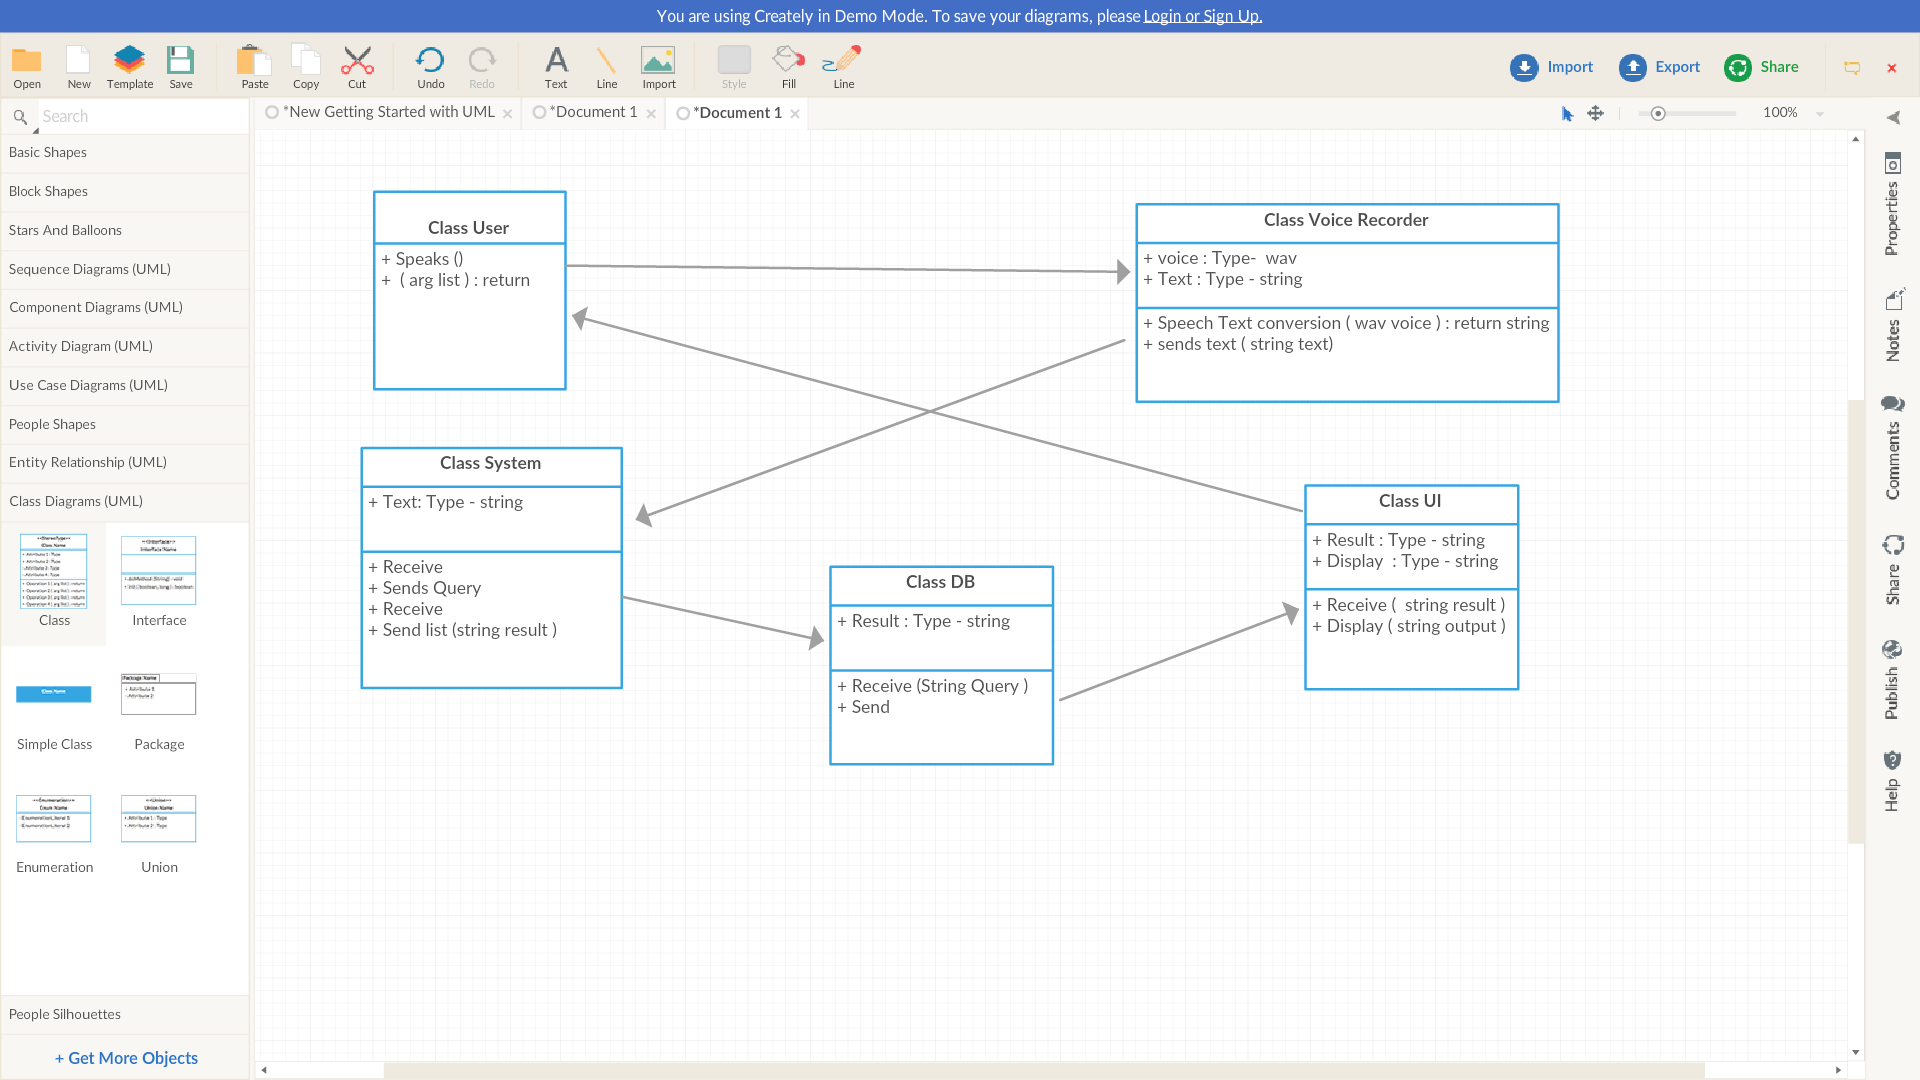 You are using Creately in Demo Mode. To save your diagrams, please Login or Sign Up.
Open New Template Save Paste Copy Cut Undo Redo Text Line Import Style Fill Line
Import Export Share
Search
*New Getting Started with UML *Document 1 *Document 1
100%
Basic Shapes
Block Shapes
Stars And Balloons
Sequence Diagrams (UML)
Component Diagrams (UML)
Activity Diagram (UML)
Use Case Diagrams (UML)
People Shapes
Entity Relationship (UML)
Class Diagrams (UML)
Class Interface
Class Name
Simple Class
Package Name
Package
Enumeration Union
People Silhouettes
+ Get More Objects
Class User
+ Speaks ()
+ ( arg list ) : return
Class Voice Recorder
+ voice : Type- wav
+ Text : Type - string
+ Speech Text conversion ( wav voice ) : return string
+ sends text ( string text)
Class System
+ Text: Type - string
+ Receive
+ Sends Query
+ Receive
+ Send list (string result )
Class DB
+ Result : Type - string
+ Receive (String Query )
+ Send
Class UI
+ Result : Type - string
+ Display : Type - string
+ Receive ( string result )
+ Display ( string output )
Properties
Notes
Comments
Share
Publish
Help